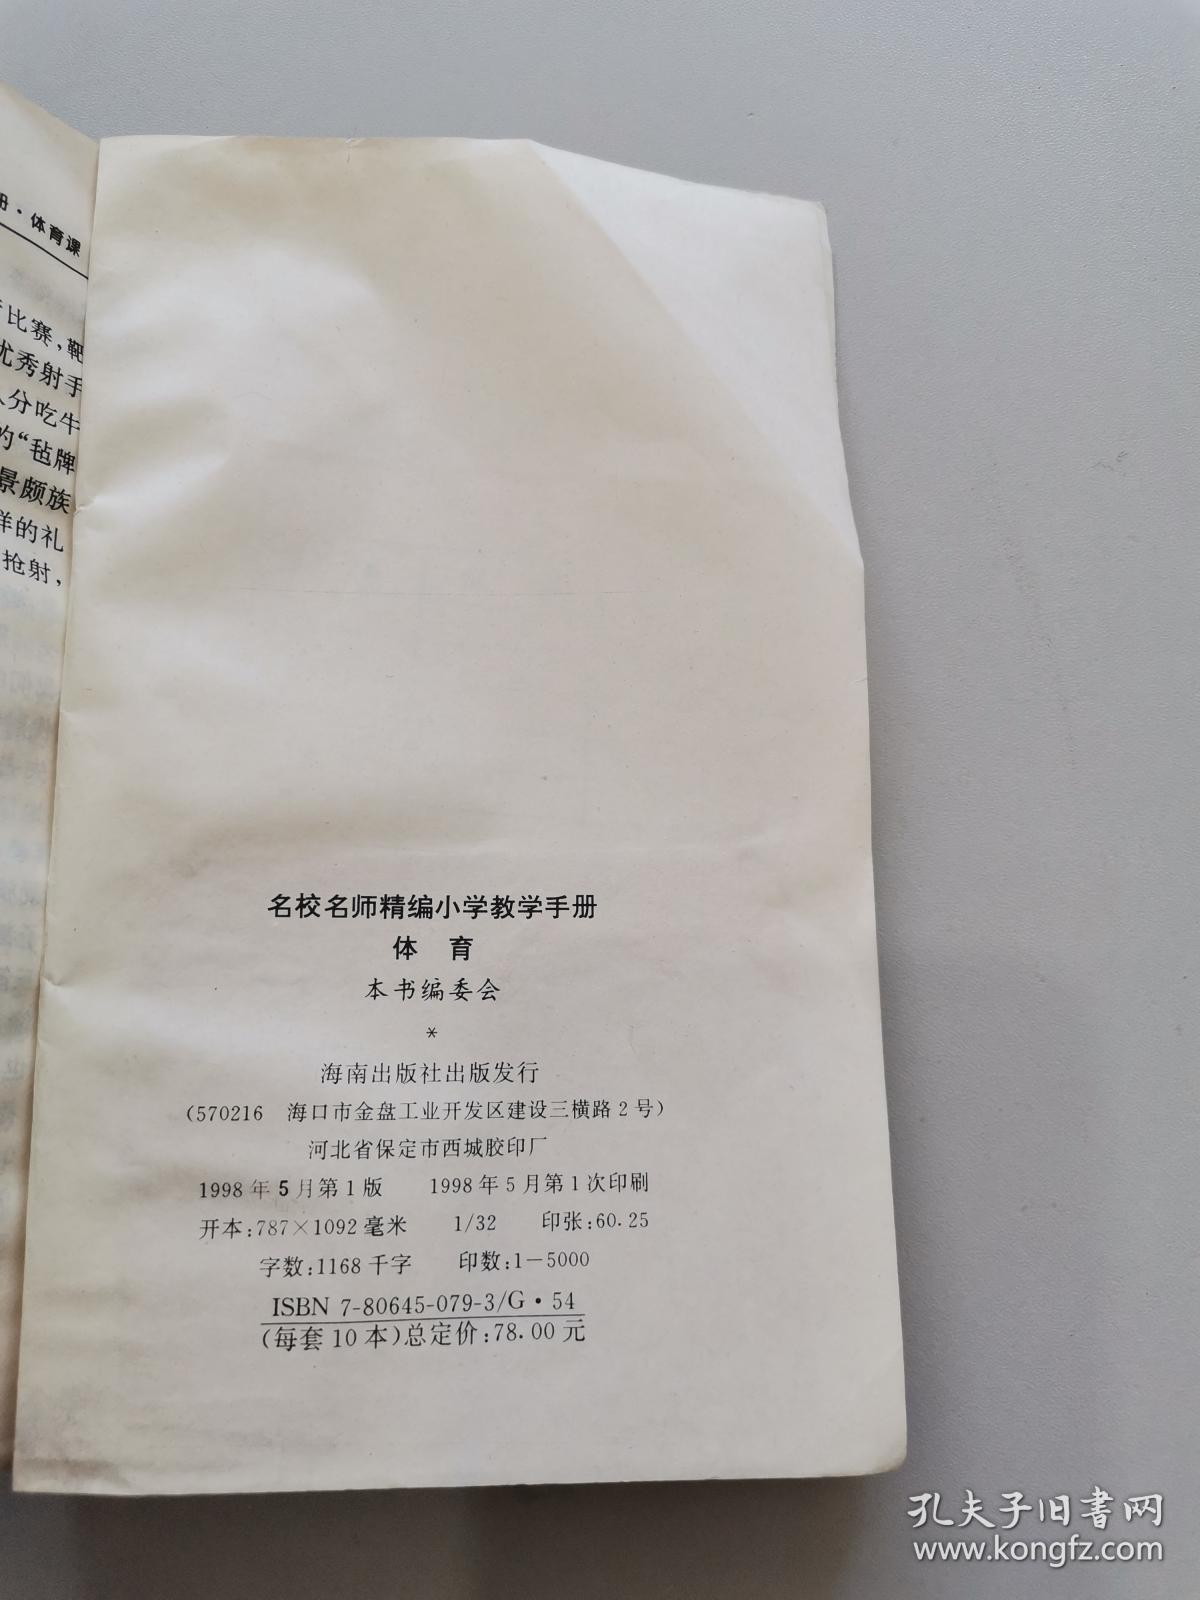 册·体育课
比赛,靶
优秀射手
人分吃牛
的“毡牌
景颇族
样的礼
抢射,
名校名师精编小学教学手册
体 育
本书编委会
*
海南出版社出版发行
(570216 海口市金盘工业开发区建设三横路2号)
河北省保定市西城胶印厂
1998年5月第1版 1998年5月第1次印刷
开本:787×1092毫米 1/32 印张:60.25
字数:1168千字 印数:1-5000
ISBN 7-80645-079-3/G·54
(每套10本)总定价:78.00元
孔夫子旧书网
www.kongfz.com